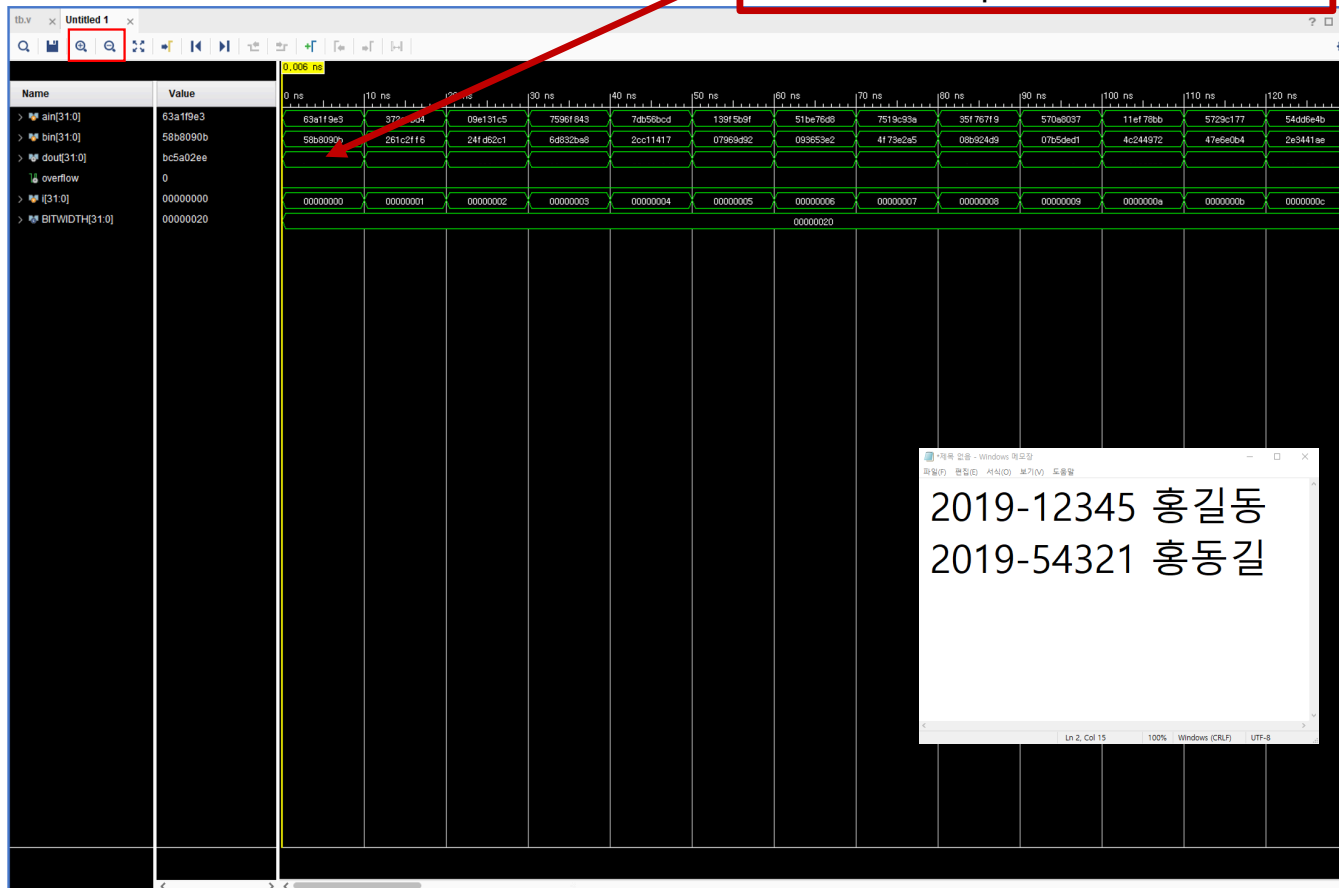 tb.v × Untitled 1 ×
? □
0.006 ns
Name Value
0 ns 10 ns 30 ns 40 ns 50 ns 60 ns 70 ns 80 ns 90 ns 100 ns 110 ns 120 ns
> ain[31:0] 63a1f9e3 63a1f9e3 09e131c5 7596f843 7db56bcd 139f5b9f 51be76d8 7519c93a 35f767f9 570a8037 11ef78bb 5729c177 54dd6e4b
> bin[31:0] 58b8090b 58b8090b 261c2ff6 24fd62c1 6d832ba8 2cc11417 07969d92 093653e2 4f73e2a5 08b924d9 07b5ded1 4c244972 47e6e0b4 2e3441ae
> dout[31:0] bc5a02ee
overflow 0
> i[31:0] 00000000 00000000 00000001 00000002 00000003 00000004 00000005 00000006 00000007 00000008 00000009 0000000a 0000000b 0000000c
> BITWIDTH[31:0] 00000020 00000020
*제목 없음 - Windows 메모장
파일(F) 편집(E) 서식(O) 보기(V) 도움말
2019-12345 홍길동
2019-54321 홍동길
Ln 2, Col 15 100% Windows (CRLF) UTF-8